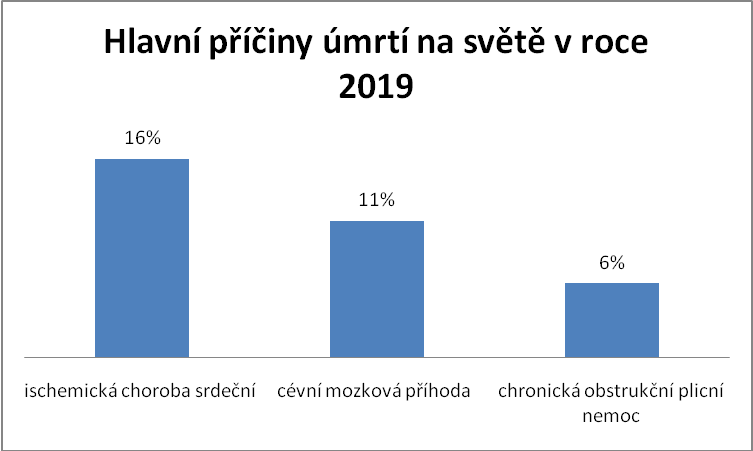 Hlavní příčiny úmrtí na světě v roce
2019
16%
11%
6%
ischemická choroba srdeční
cévní mozková příhoda
chronická obstrukční plicní
nemoc